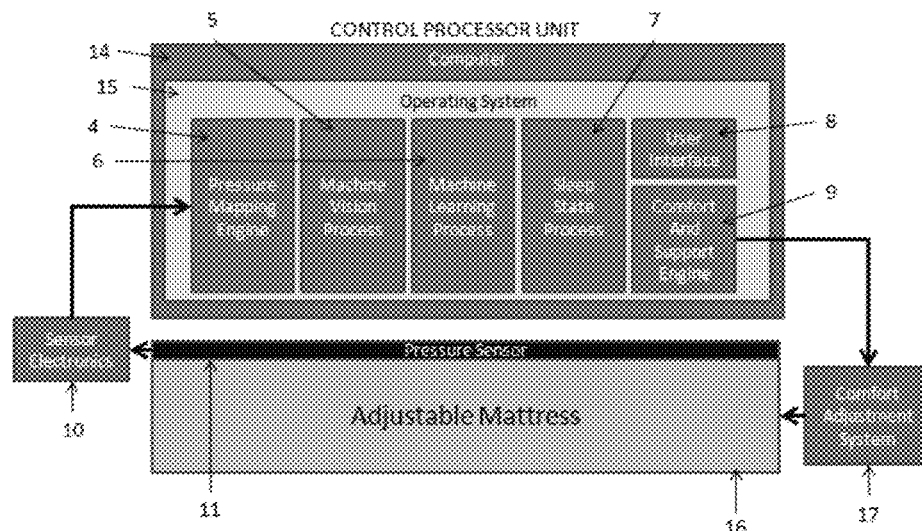 CONTROL PROCESSOR UNIT
5
7
14
Computer
15
Operating System
4
8
6
User
Interface
Pressure
Mapping
Engine
Machine
Vision
Process
Machine
Learning
Process
Sleep
State
Process
9
Comfort
And
Support
Engine
Sensor
Electronics
Pressure Sensor
10
11
Adjustable Mattress
Comfort
System
16
17